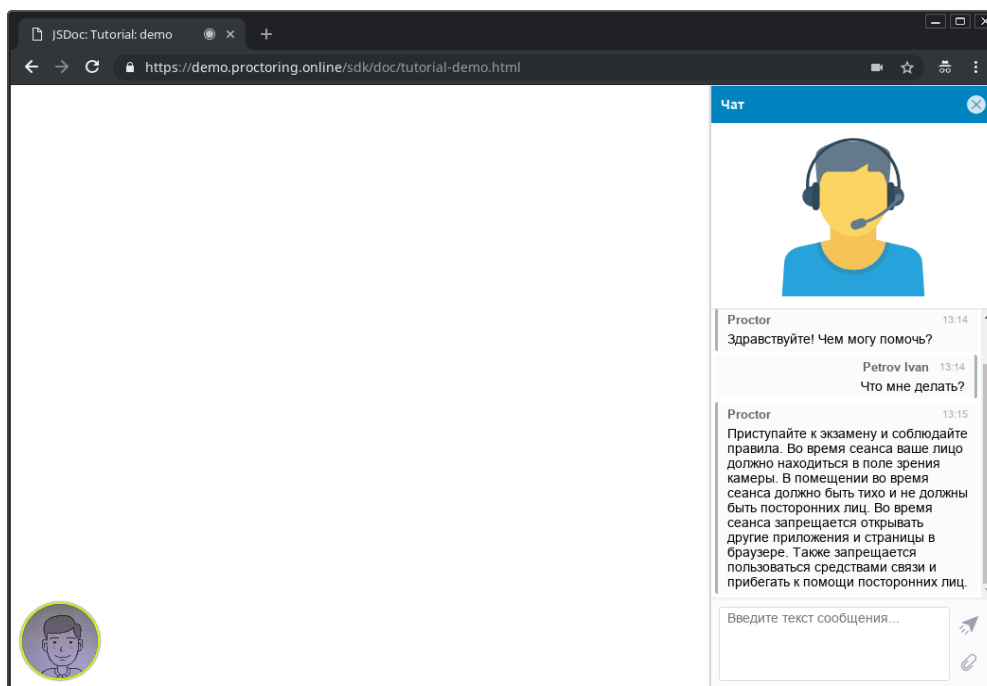 JSDoc: Tutorial: demo
https://demo.proctoring.online/sdk/doc/tutorial-demo.html
Чат
Proctor 13:14
Здравствуйте! Чем могу помочь?
Petrov Ivan 13:14
Что мне делать?
Proctor 13:15
Приступайте к экзамену и соблюдайте
правила. Во время сеанса ваше лицо
должно находиться в поле зрения
камеры. В помещении во время
сеанса должно быть тихо и не должны
быть посторонних лиц. Во время
сеанса запрещается открывать
другие приложения и страницы в
браузере. Также запрещается
пользоваться средствами связи и
прибегать к помощи посторонних лиц.
Введите текст сообщения...